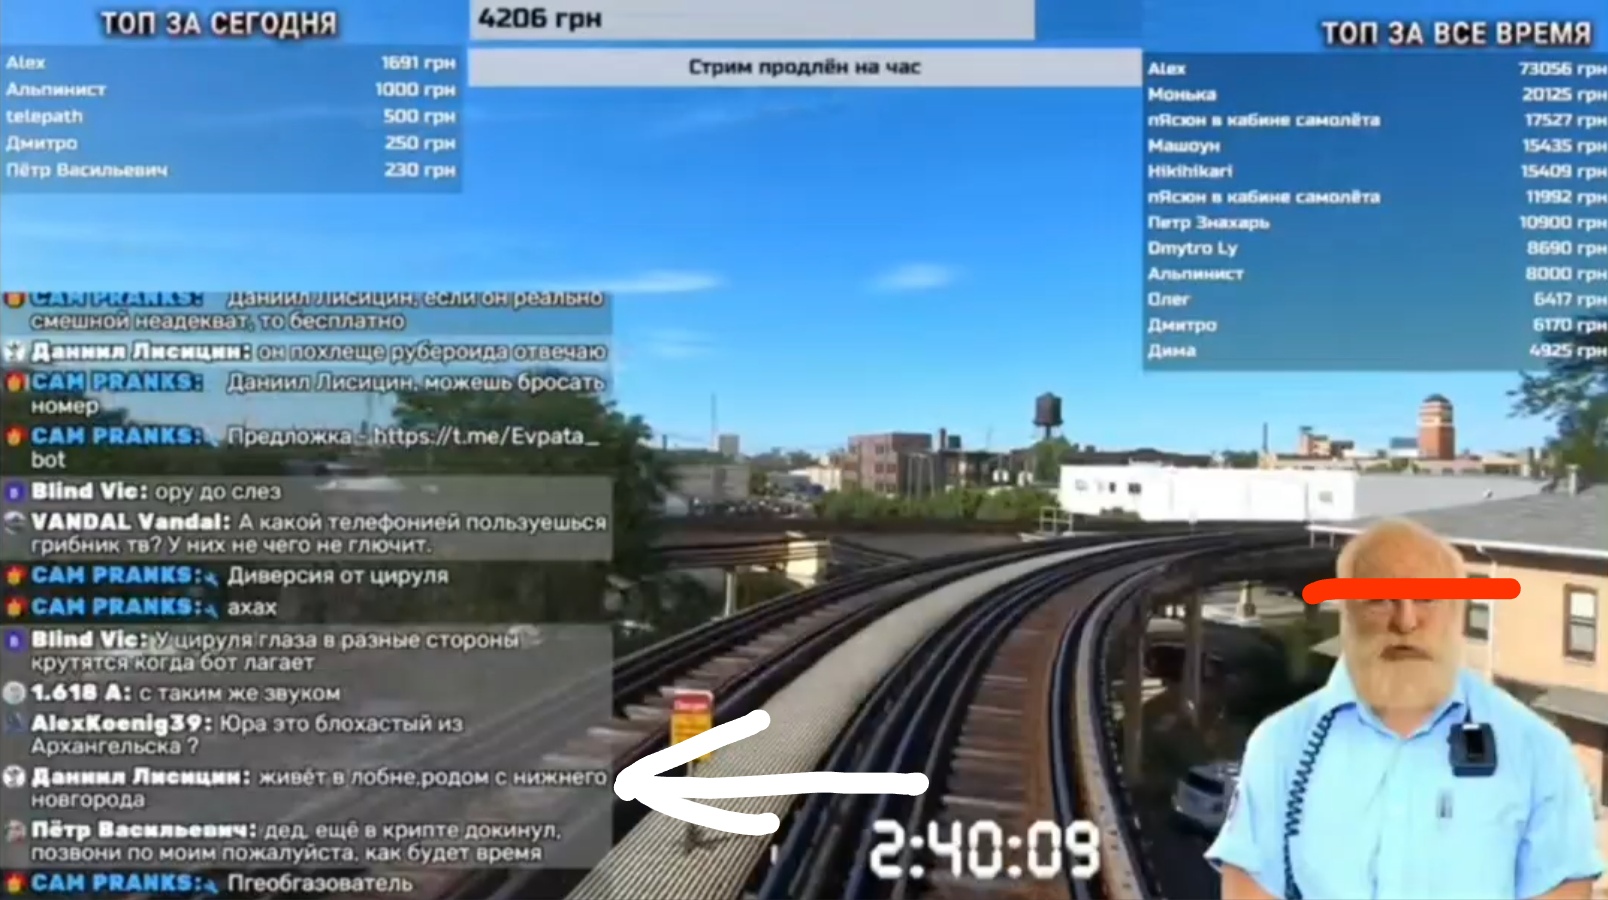 ТОП ЗА СЕГОДНЯ
Alex 1691 грн
Альпинист 1000 грн
telepath 500 грн
Дмитро 250 грн
Пётр Васильевич 230 грн
4206 грн
Стрим продлён на час
ТОП ЗА ВСЕ ВРЕМЯ
Alex 73056 грн
Монька 20125 грн
пЯсюн в кабине самолёта 17527 грн
Машоун 15435 грн
Hikihikari 15409 грн
пЯсюн в кабине самолёта 11992 грн
Петр Знахарь 10900 грн
Dmytro Ly 8690 грн
Альпинист 8000 грн
Олег 6417 грн
Дмитро 6170 грн
Дима 4925 грн
CAM PRANKS: Даниил Лисицин, если он реально
смешной неадекват, то бесплатно
Даниил Лисицин: он похлеще рубероида отвечаю
CAM PRANKS: Даниил Лисицин, можешь бросать
номер
CAM PRANKS: Предложка - https://t.me/Evpata_
bot
Blind Vic: ору до слез
VANDAL Vandal: А какой телефонией пользуешься
грибник тв? У них не чего не глючит.
CAM PRANKS: Диверсия от цируля
CAM PRANKS: ахах
Blind Vic: У цируля глаза в разные стороны
крутятся когда бот лагает
1.618 A: с таким же звуком
AlexKoenig39: Юра это блохастый из
Архангельска ?
Даниил Лисицин: живёт в лобне,родом с нижнего
новгорода
Пётр Васильевич: дед, ещё в крипте докинул,
позвони по моим пожалуйста, как будет время
CAM PRANKS: Пгеобгазователь
2:40:09